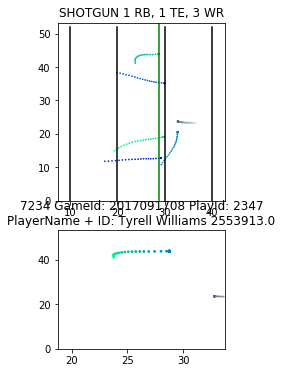 SHOTGUN 1 RB, 1 TE, 3 WR
50
40
30
20
10
0
10 20 30 40
7234 GameId: 2017091708 PlayId: 2347
PlayerName + ID: Tyrell Williams 2553913.0
40
20
0
20 25 30